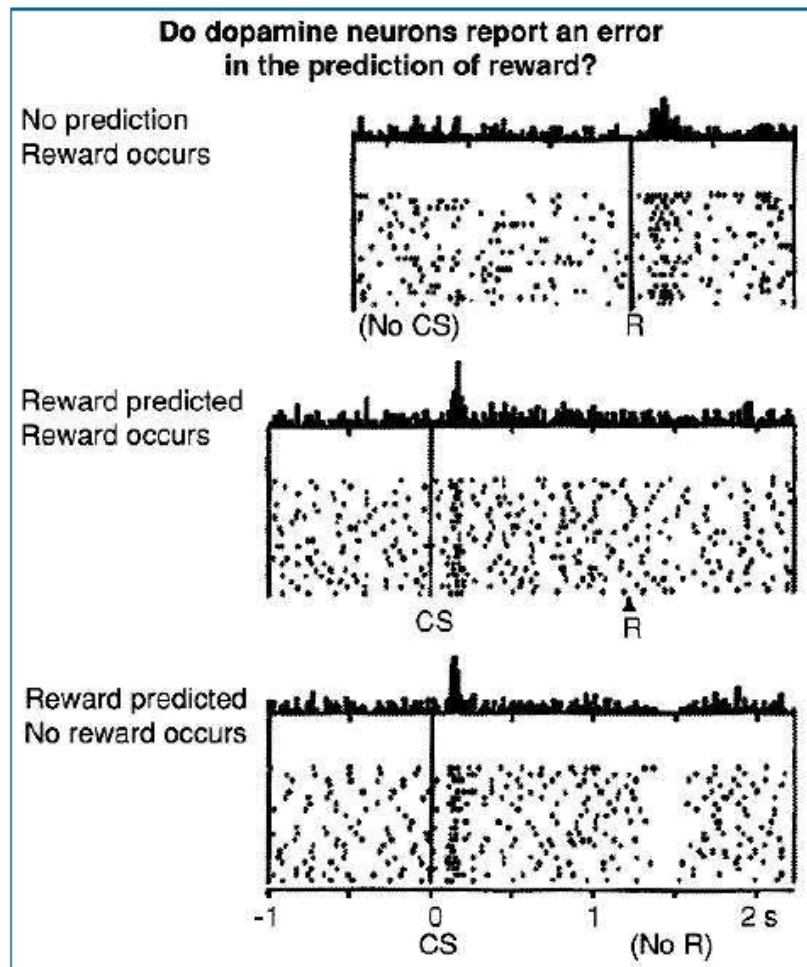 Do dopamine neurons report an error
in the prediction of reward?
No prediction
Reward occurs
(No CS)
R
Reward predicted
Reward occurs
CS
R
Reward predicted
No reward occurs
-1
0
1
2 s
CS
(No R)